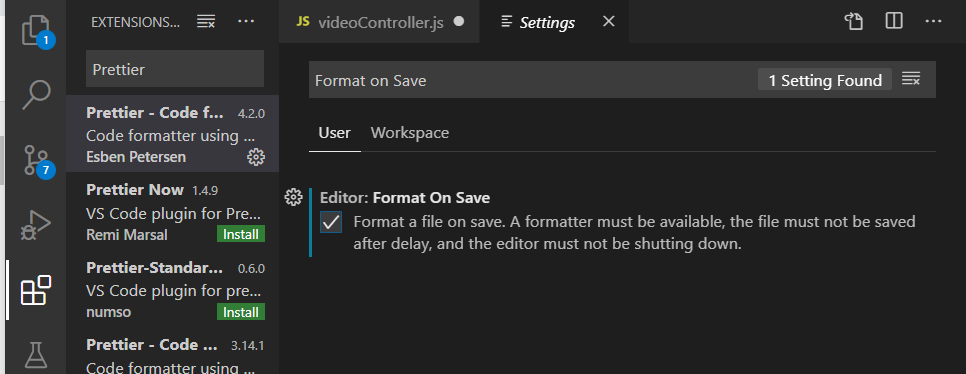 EXTENSIONS...
JS videoController.js
Settings
1
Prettier
Format on Save
1 Setting Found
Prettier - Code f... 4.2.0
Code formatter using ...
Esben Petersen
User
Workspace
7
Prettier Now 1.4.9
VS Code plugin for Pre...
Remi Marsal
Install
Editor: Format On Save
Format a file on save. A formatter must be available, the file must not be saved
after delay, and the editor must not be shutting down.
Prettier-Standar... 0.6.0
VS Code plugin for pre...
numso
Install
Prettier - Code ... 3.14.1
Code formatter using ...